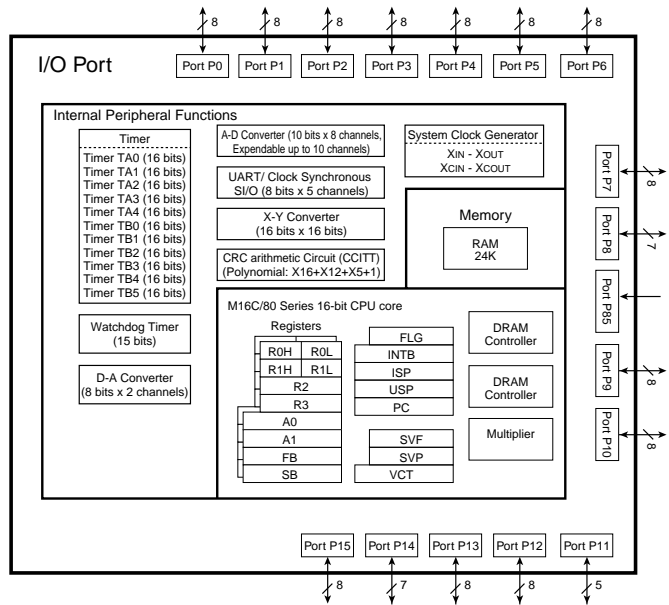 8 8 8 8 8 8 8
I/O Port
Port P0 Port P1 Port P2 Port P3 Port P4 Port P5 Port P6
Internal Peripheral Functions
Timer
Timer TA0 (16 bits)
Timer TA1 (16 bits)
Timer TA2 (16 bits)
Timer TA3 (16 bits)
Timer TA4 (16 bits)
Timer TB0 (16 bits)
Timer TB1 (16 bits)
Timer TB2 (16 bits)
Timer TB3 (16 bits)
Timer TB4 (16 bits)
Timer TB5 (16 bits)
Watchdog Timer
(15 bits)
D-A Converter
(8 bits x 2 channels)
A-D Converter (10 bits x 8 channels,
Expendable up to 10 channels)
UART/ Clock Synchronous
SI/O (8 bits x 5 channels)
X-Y Converter
(16 bits x 16 bits)
CRC arithmetic Circuit (CCITT)
(Polynomial: X16+X12+X5+1)
System Clock Generator
XIN - XOUT
XCIN - XCOUT
Memory
RAM
24K
M16C/80 Series 16-bit CPU core
Registers
R0H R0L
R1H R1L
R2
R3
A0
A1
FB
SB
FLG
INTB
ISP
USP
PC
SVF
SVP
VCT
DRAM
Controller
DRAM
Controller
Multiplier
Port P7
8
Port P8
7
Port P85
Port P9
8
Port P10
8
Port P15 Port P14 Port P13 Port P12 Port P11
8 7 8 8 5